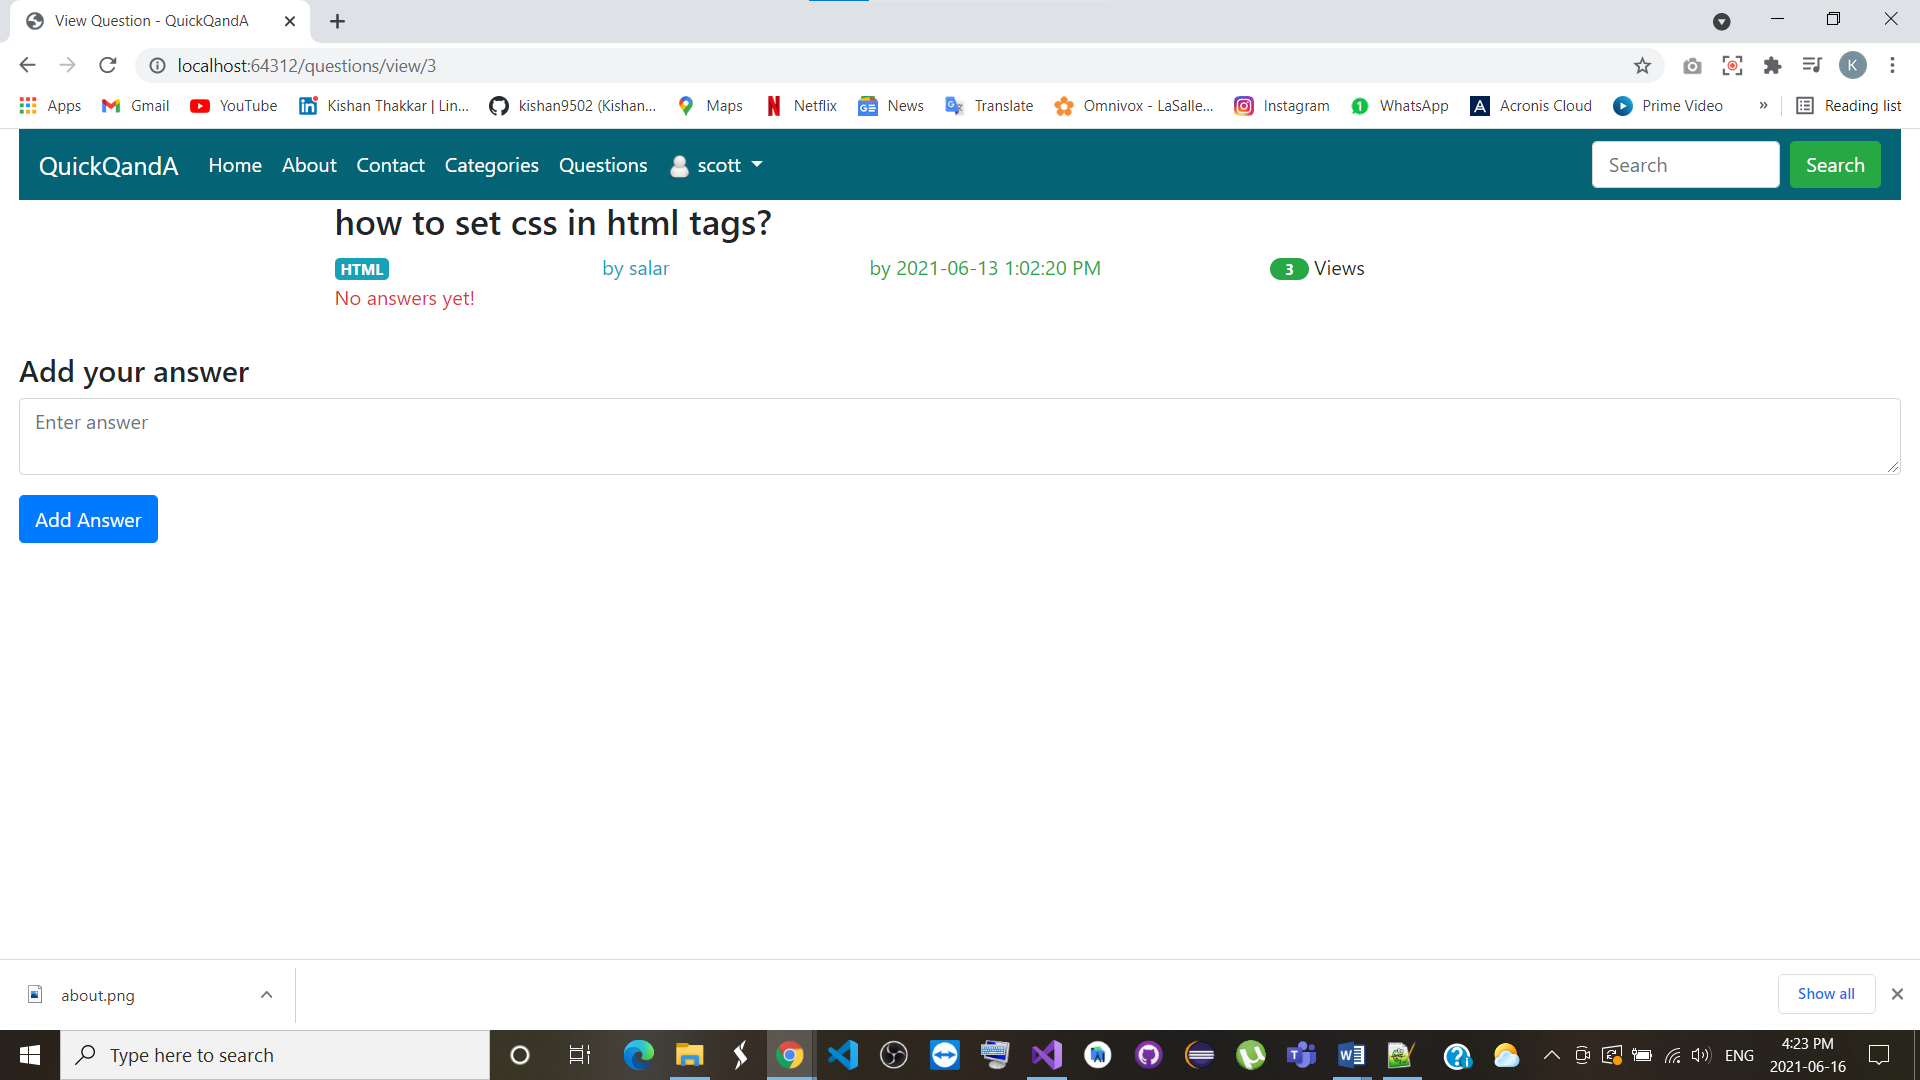 View Question - QuickQandA
localhost:64312/questions/view/3
K
Apps Gmail YouTube Kishan Thakkar | Lin... kishan9502 (Kishan... Maps Netflix News Translate Omnivox - LaSalle... Instagram 1 WhatsApp A Acronis Cloud Prime Video » Reading list
QuickQandA Home About Contact Categories Questions scott Search Search
how to set css in html tags?
HTML by salar by 2021-06-13 1:02:20 PM 3 Views
No answers yet!
Add your answer
Enter answer
Add Answer
about.png Show all
Type here to search ENG 4:23 PM
2021-06-16